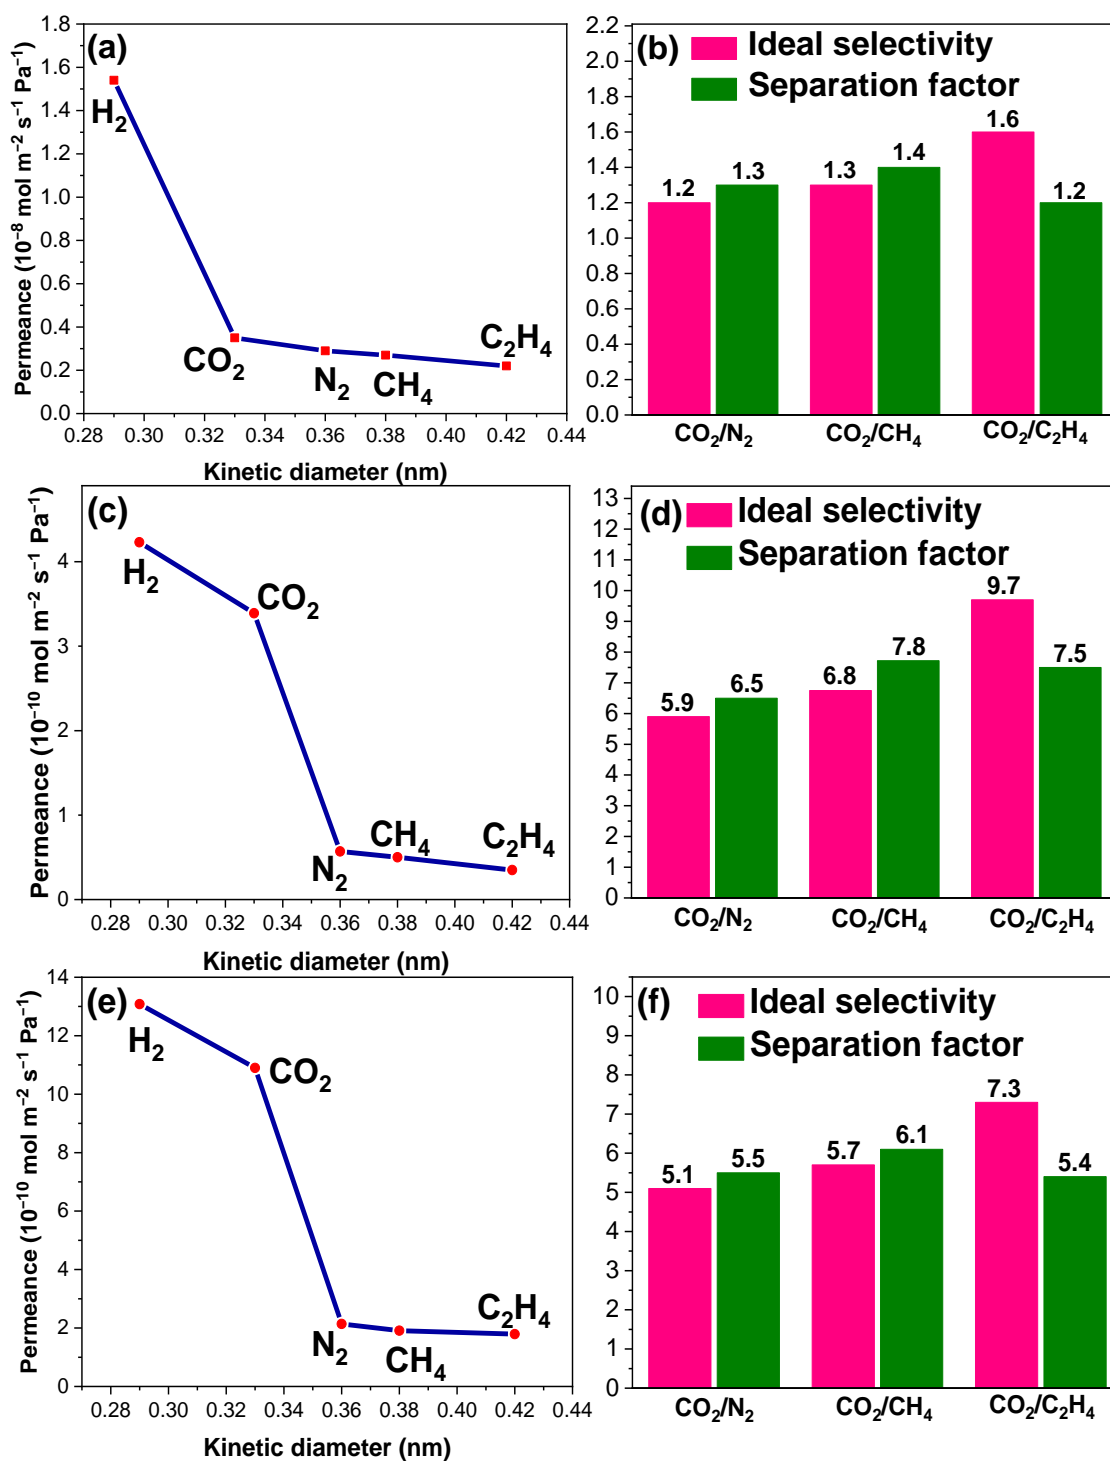 (a)
Permeance (10⁻⁸ mol m⁻² s⁻¹ Pa⁻¹)
1.8
1.6
1.4
1.2
1.0
0.8
0.6
0.4
0.2
0.0
H₂
CO₂
N₂
CH₄
C₂H₄
0.28 0.30 0.32 0.34 0.36 0.38 0.40 0.42 0.44
Kinetic diameter (nm)
(b)
Ideal selectivity
Separation factor
2.2
2.0
1.8
1.6
1.4
1.2
1.0
0.8
0.6
0.4
0.2
0.0
1.2 1.3 1.3 1.4 1.6 1.2
CO₂/N₂ CO₂/CH₄ CO₂/C₂H₄
(c)
Permeance (10⁻¹⁰ mol m⁻² s⁻¹ Pa⁻¹)
4
3
2
1
0
H₂
CO₂
N₂
CH₄
C₂H₄
0.28 0.30 0.32 0.34 0.36 0.38 0.40 0.42 0.44
Kinetic diameter (nm)
(d)
Ideal selectivity
Separation factor
13
12
11
10
9
8
7
6
5
4
3
2
1
0
5.9 6.5 6.8 7.8 9.7 7.5
CO₂/N₂ CO₂/CH₄ CO₂/C₂H₄
(e)
Permeance (10⁻¹⁰ mol m⁻² s⁻¹ Pa⁻¹)
14
12
10
8
6
4
2
0
H₂
CO₂
N₂
CH₄
C₂H₄
0.28 0.30 0.32 0.34 0.36 0.38 0.40 0.42 0.44
Kinetic diameter (nm)
(f)
Ideal selectivity
Separation factor
10
9
8
7
6
5
4
3
2
1
0
5.1 5.5 5.7 6.1 7.3 5.4
CO₂/N₂ CO₂/CH₄ CO₂/C₂H₄